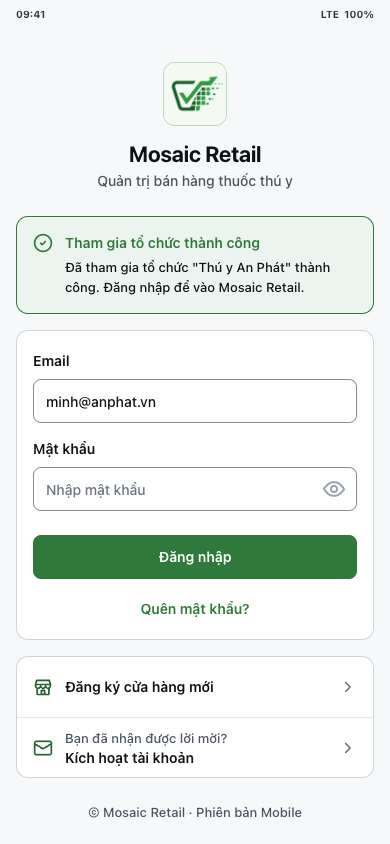 09:41
LTE 100%
Mosaic Retail
Quản trị bán hàng thuốc thú y
Tham gia tổ chức thành công
Đã tham gia tổ chức "Thú y An Phát" thành
công. Đăng nhập để vào Mosaic Retail.
Email
minh@anphat.vn
Mật khẩu
Nhập mật khẩu
Đăng nhập
Quên mật khẩu?
Đăng ký cửa hàng mới
Bạn đã nhận được lời mời?
Kích hoạt tài khoản
© Mosaic Retail · Phiên bản Mobile